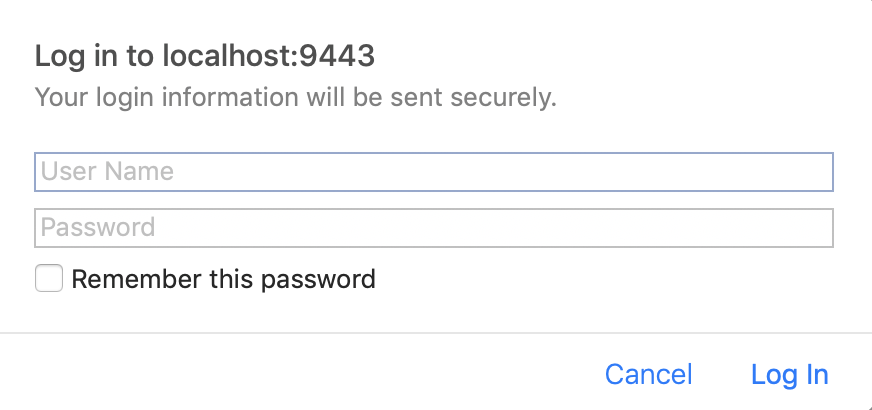 Log in to localhost:9443
Your login information will be sent securely.
User Name
Password
Remember this password
Cancel Log In